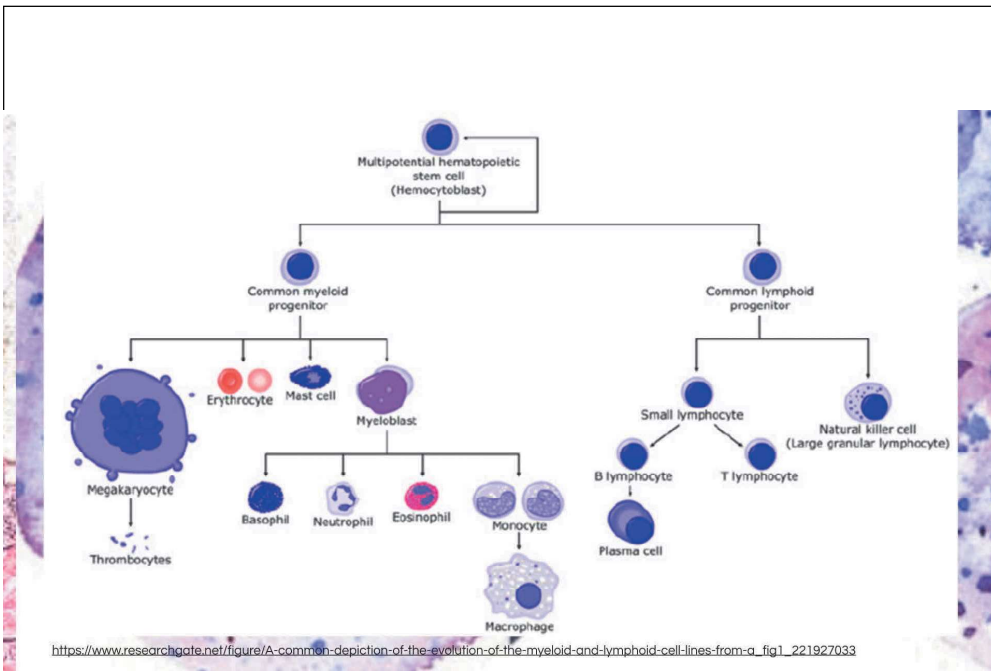 Multipotential hematopoietic
stem cell
(Hemocytoblast)
Common myeloid
progenitor
Common lymphoid
progenitor
Erythrocyte
Mast cell
Myeloblast
Small lymphocyte
Natural killer cell
(Large granular lymphocyte)
Megakaryocyte
B lymphocyte
T lymphocyte
Basophil
Neutrophil
Eosinophil
Monocyte
Plasma cell
Thrombocytes
Macrophage
https://www.researchgate.net/figure/A-common-depiction-of-the-evolution-of-the-myeloid-and-lymphoid-cell-lines-from-a_fig1_221927033